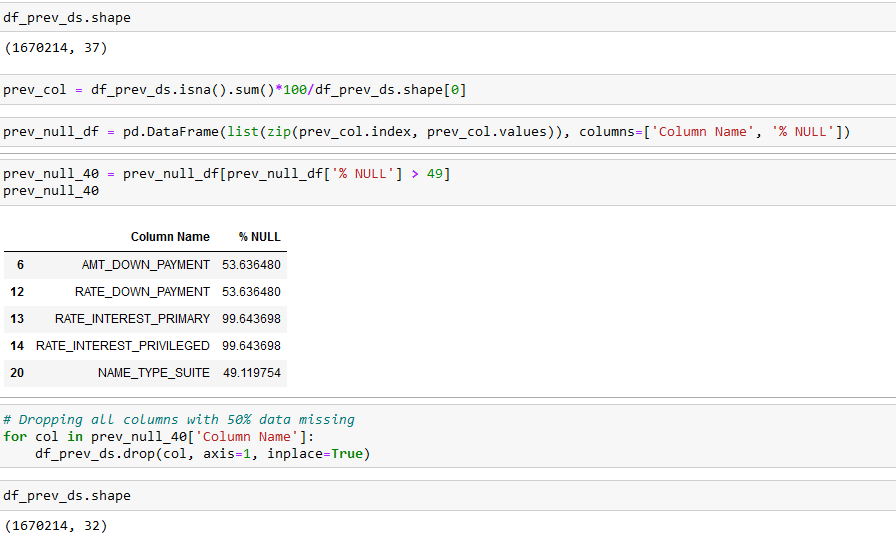 df_prev_ds.shape
(1670214, 37)
prev_col = df_prev_ds.isna().sum()*100/df_prev_ds.shape[0]
prev_null_df = pd.DataFrame(list(zip(prev_col.index, prev_col.values)), columns=['Column Name', '% NULL'])
prev_null_40 = prev_null_df[prev_null_df['% NULL'] > 49]
prev_null_40
Column Name % NULL
6 AMT_DOWN_PAYMENT 53.636480
12 RATE_DOWN_PAYMENT 53.636480
13 RATE_INTEREST_PRIMARY 99.643698
14 RATE_INTEREST_PRIVILEGED 99.643698
20 NAME_TYPE_SUITE 49.119754
# Dropping all columns with 50% data missing
for col in prev_null_40['Column Name']:
    df_prev_ds.drop(col, axis=1, inplace=True)
df_prev_ds.shape
(1670214, 32)